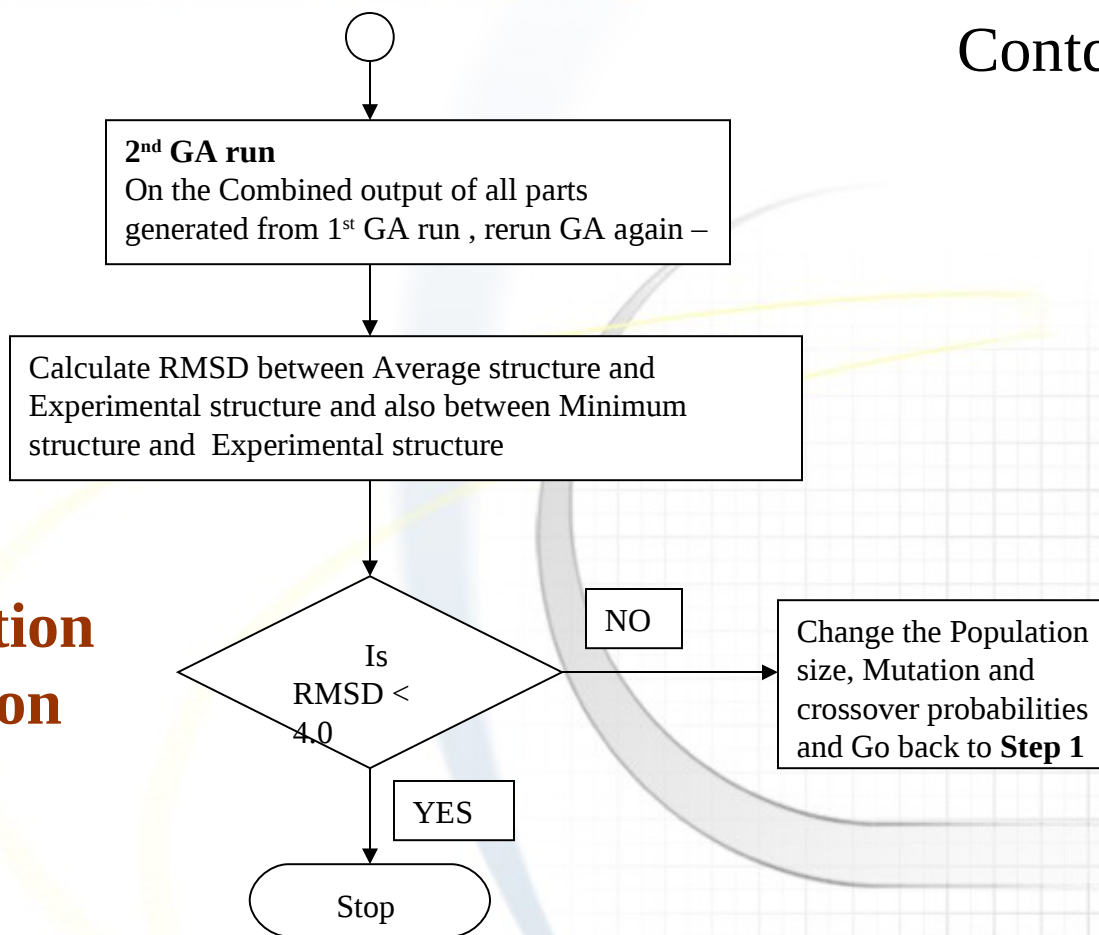 Contd
2nd GA run
On the Combined output of all parts
generated from 1st GA run , rerun GA again –
Calculate RMSD between Average structure and
Experimental structure and also between Minimum
structure and Experimental structure
tion
on
Is
RMSD <
4.0
NO
Change the Population
size, Mutation and
crossover probabilities
and Go back to Step 1
YES
Stop